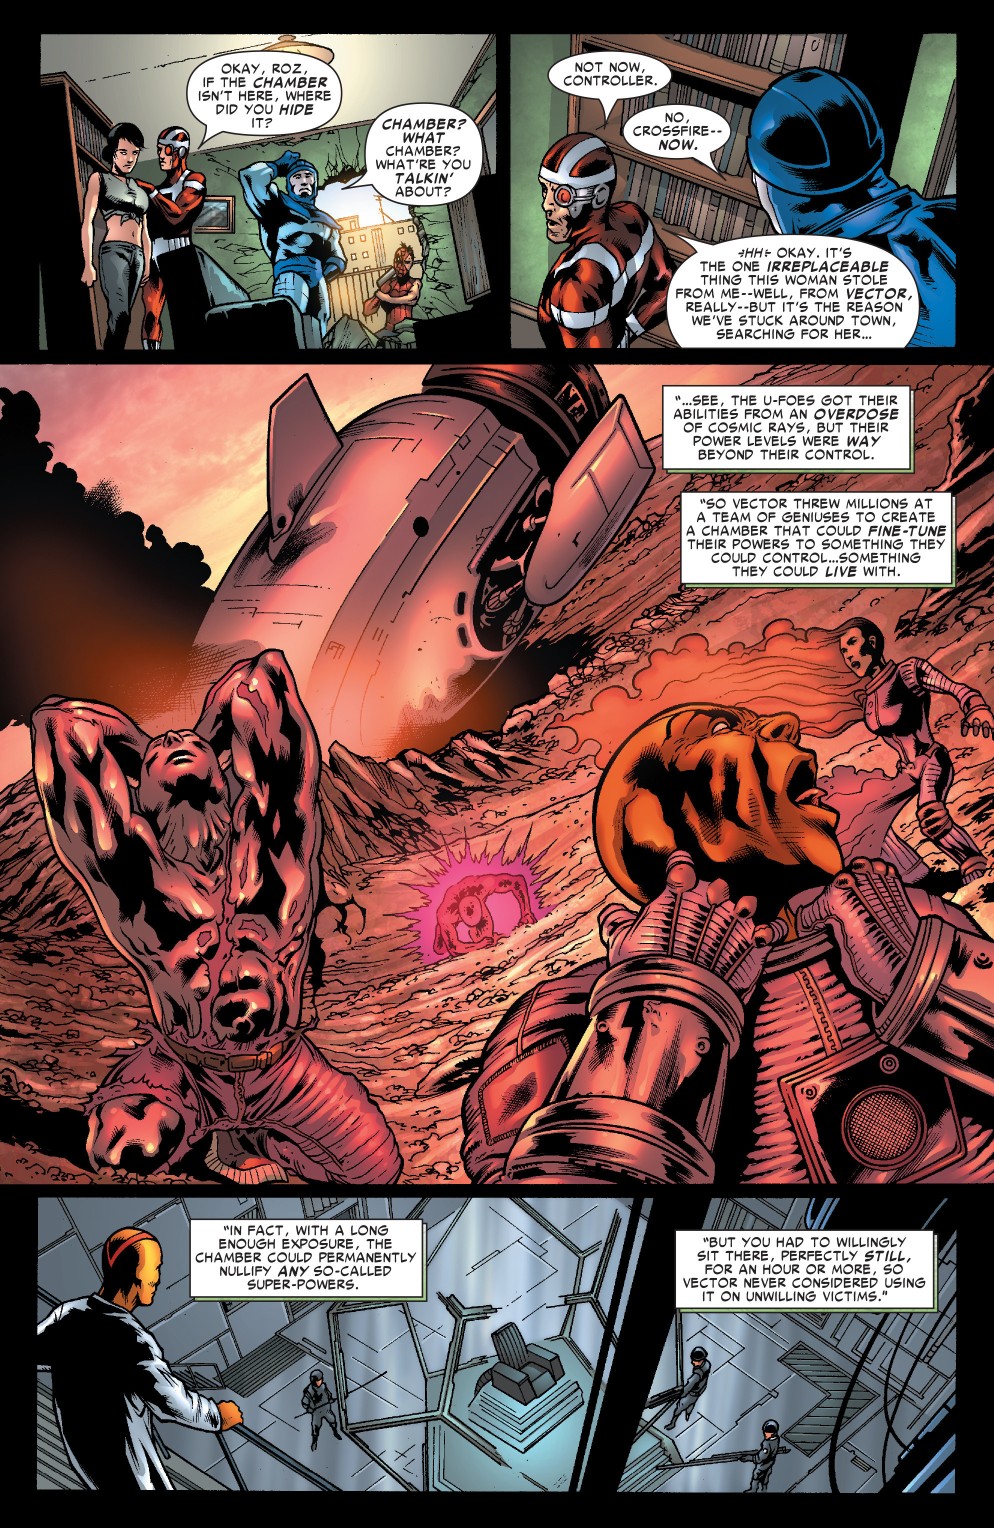 OKAY, ROZ,
IF THE CHAMBER
ISN'T HERE, WHERE
DID YOU HIDE
IT?
CHAMBER?
WHAT
CHAMBER?
WHAT'RE YOU
TALKIN'
ABOUT?
NOT NOW,
CONTROLLER.
NO,
CROSSFIRE--
NOW.
÷HH÷ OKAY. IT'S
THE ONE IRREPLACEABLE
THING THIS WOMAN STOLE
FROM ME--WELL, FROM VECTOR,
REALLY--BUT IT'S THE REASON
WE'VE STUCK AROUND TOWN,
SEARCHING FOR HER...
"...SEE, THE U-FOES GOT THEIR
ABILITIES FROM AN OVERDOSE
OF COSMIC RAYS, BUT THEIR
POWER LEVELS WERE WAY
BEYOND THEIR CONTROL.
"SO VECTOR THREW MILLIONS AT
A TEAM OF GENIUSES TO CREATE
A CHAMBER THAT COULD FINE-TUNE
THEIR POWERS TO SOMETHING THEY
COULD CONTROL...SOMETHING
THEY COULD LIVE WITH.
"IN FACT, WITH A LONG
ENOUGH EXPOSURE, THE
CHAMBER COULD PERMANENTLY
NULLIFY ANY SO-CALLED
SUPER-POWERS.
"BUT YOU HAD TO WILLINGLY
SIT THERE, PERFECTLY STILL,
FOR AN HOUR OR MORE, SO
VECTOR NEVER CONSIDERED USING
IT ON UNWILLING VICTIMS."